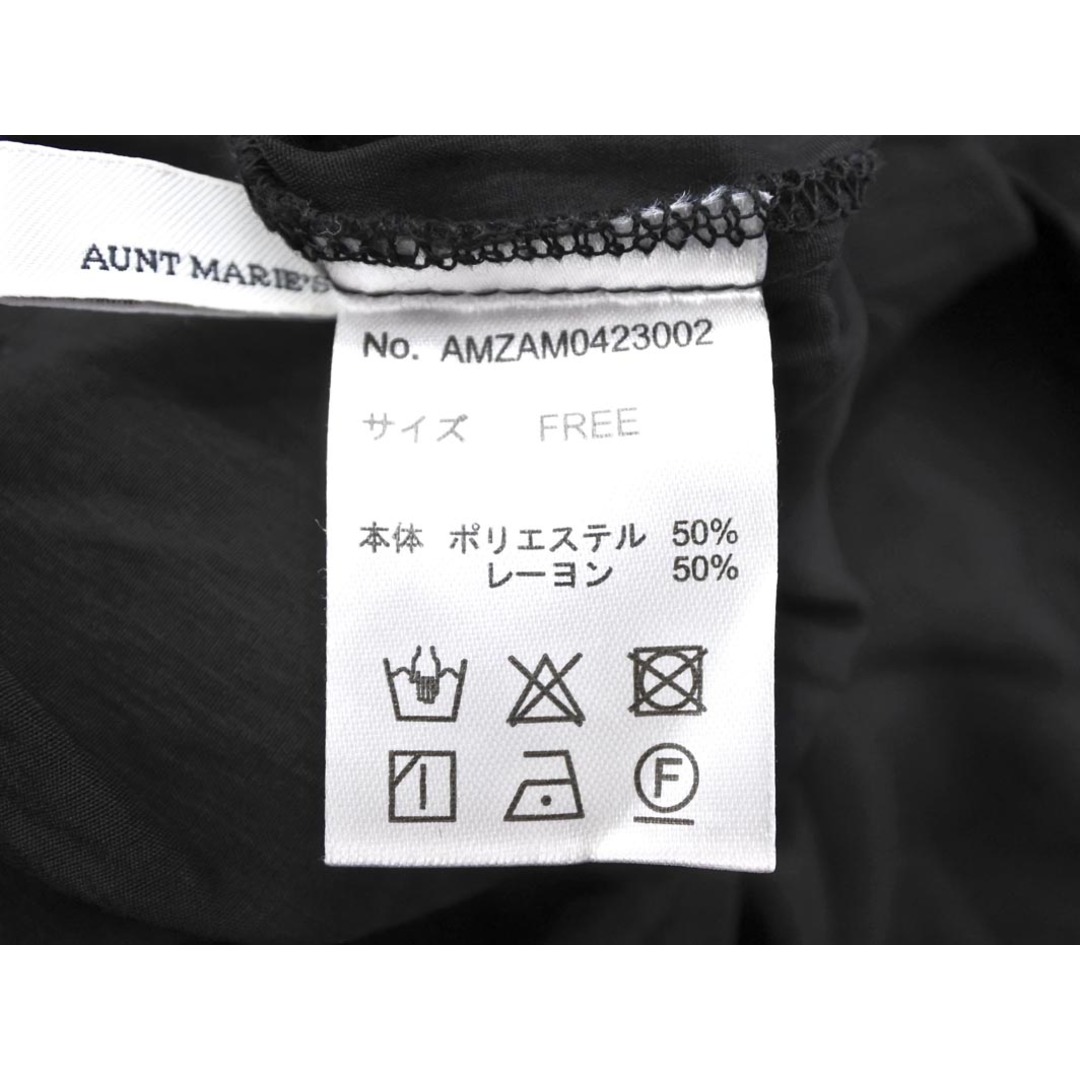 AUNT MARIE'S
No. AMZAM0423002
サイズ FREE
本体 ポリエステル 50%
レーヨン 50%
F